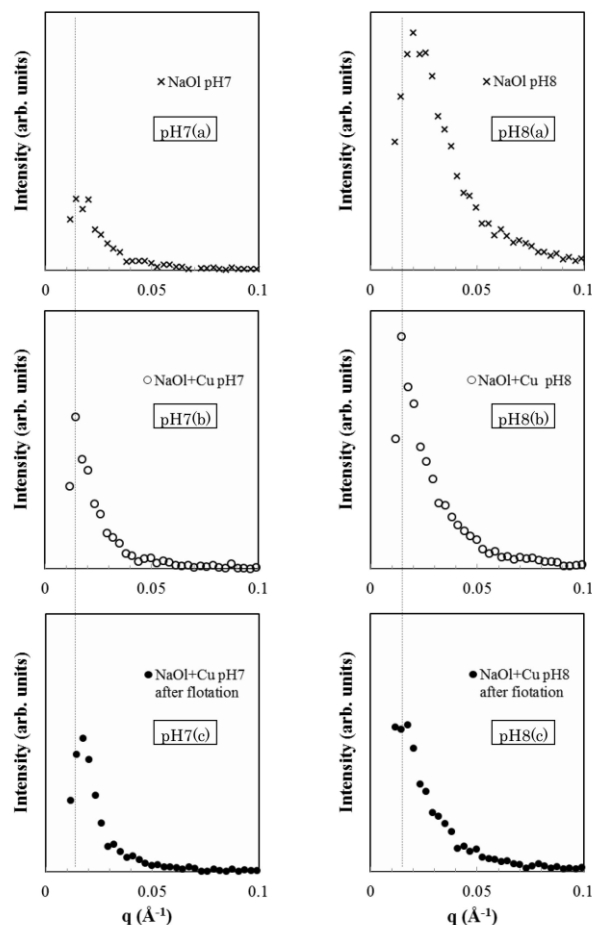 Intensity (arb. units)
× NaOl pH7
pH7(a)
0
0.05
0.1
Intensity (arb. units)
× NaOl pH8
pH8(a)
0
0.05
0.1
Intensity (arb. units)
NaOl+Cu pH7
pH7(b)
0
0.05
0.1
Intensity (arb. units)
NaOl+Cu pH8
pH8(b)
0
0.05
0.1
Intensity (arb. units)
NaOl+Cu pH7
after flotation
pH7(c)
0
0.05
0.1
q (Å-1)
Intensity (arb. units)
NaOl+Cu pH8
after flotation
pH8(c)
0
0.05
0.1
q (Å-1)